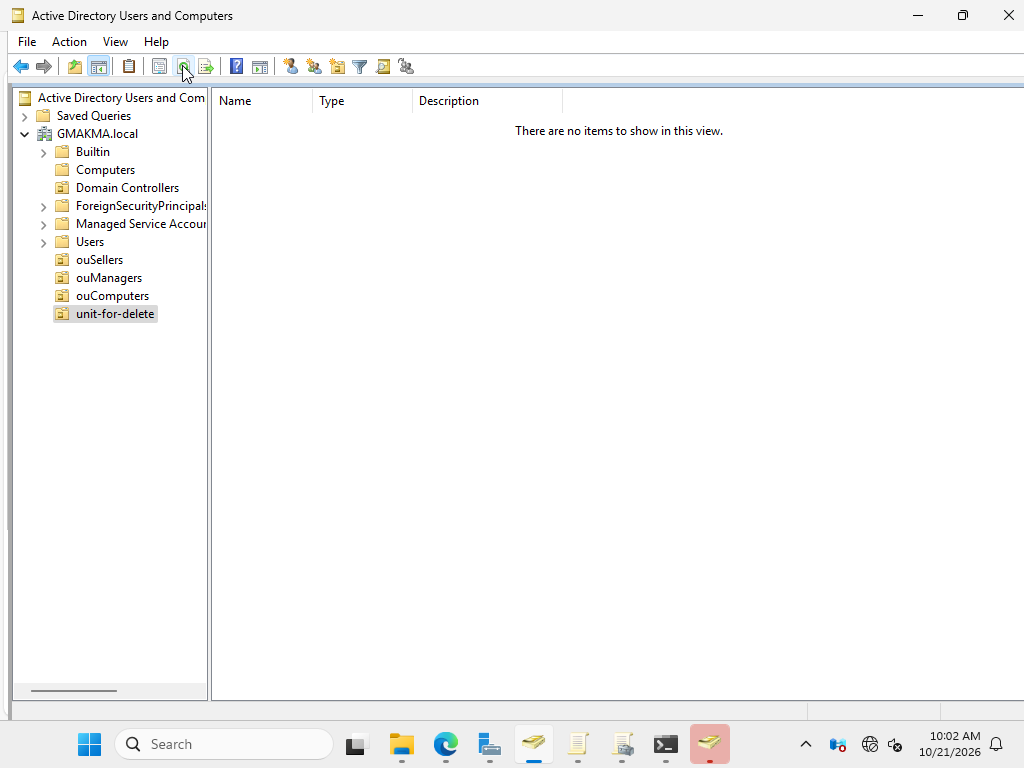 Active Directory Users and Computers
File Action View Help
Active Directory Users and Com
Name Type Description
Saved Queries
There are no items to show in this view.
GMAKMA.local
Builtin
Computers
Domain Controllers
ForeignSecurityPrincipals
Managed Service Accour
Users
ouSellers
ouManagers
ouComputers
unit-for-delete
Search
10:02 AM
10/21/2026